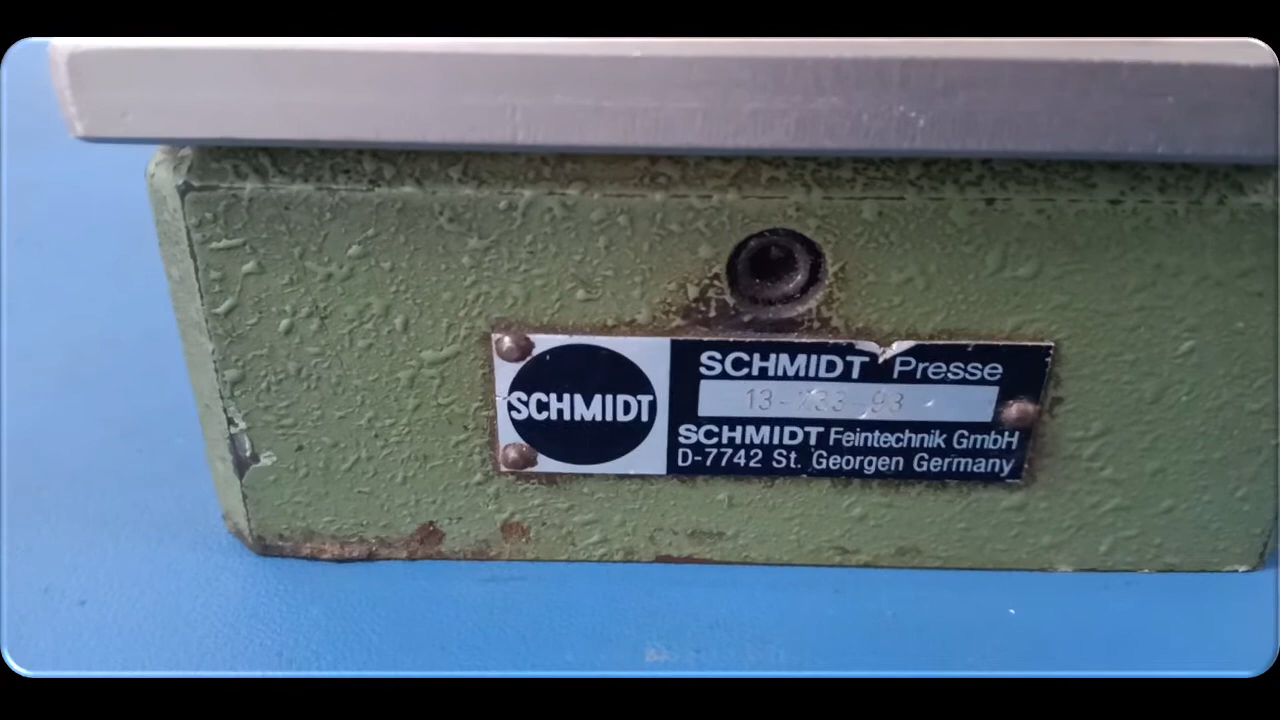 SCHMIDT
SCHMIDT Presse
SCHMIDT Feintechnik GmbH
D-7742 St. Georgen Germany